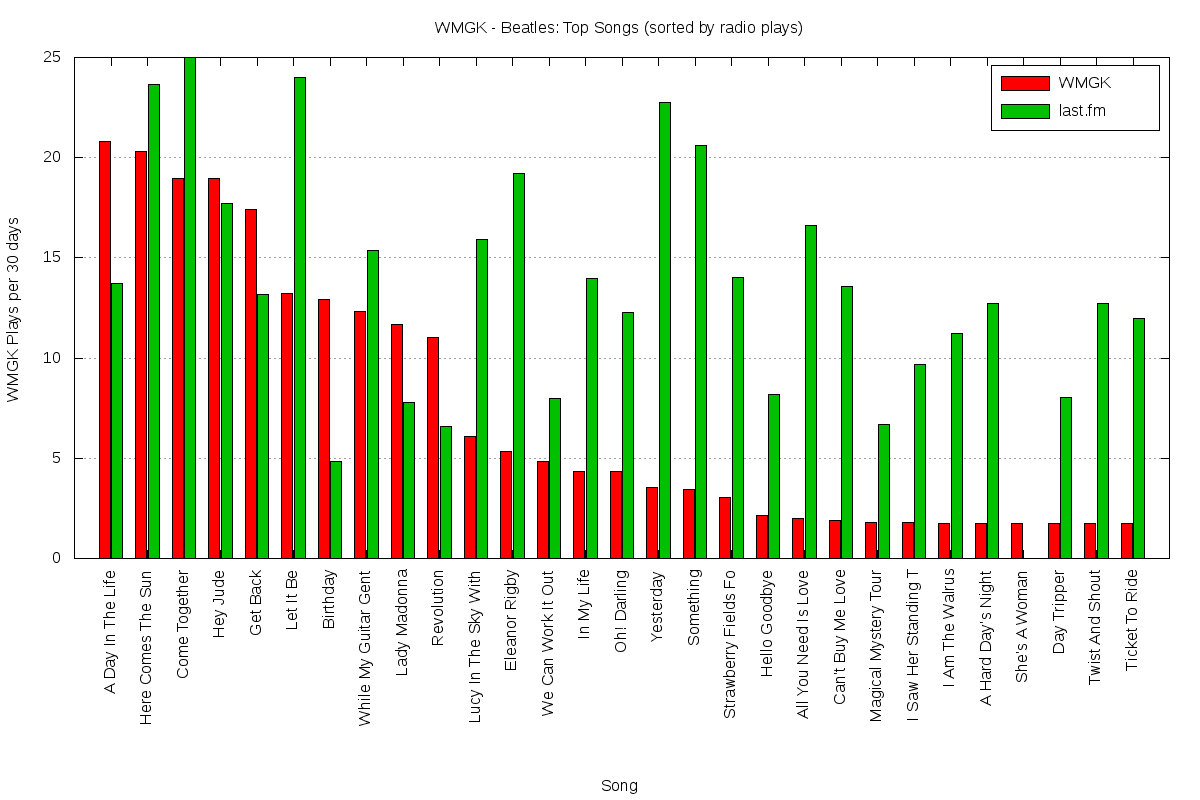 WMGK - Beatles: Top Songs (sorted by radio plays)
WMGK
last.fm
25
20
15
10
5
0
WMGK Plays per 30 days
A Day In The Life
Here Comes The Sun
Come Together
Hey Jude
Get Back
Let It Be
Birthday
While My Guitar Gent
Lady Madonna
Revolution
Lucy In The Sky With
Eleanor Rigby
We Can Work It Out
In My Life
Oh! Darling
Yesterday
Something
Strawberry Fields Fo
Hello Goodbye
All You Need Is Love
Can't Buy Me Love
Magical Mystery Tour
I Saw Her Standing T
I Am The Walrus
A Hard Day's Night
She's A Woman
Day Tripper
Twist And Shout
Ticket To Ride
Song